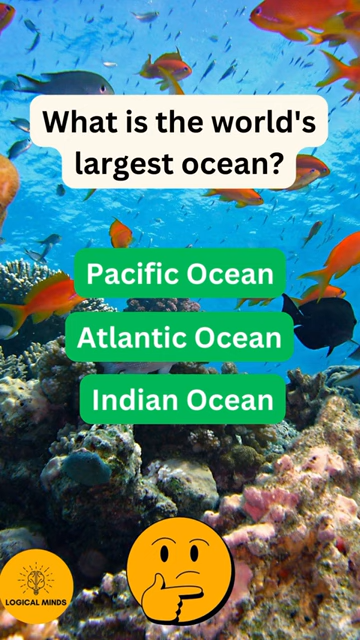 What is the world's
largest ocean?
Pacific Ocean
Atlantic Ocean
Indian Ocean
LOGICAL MINDS